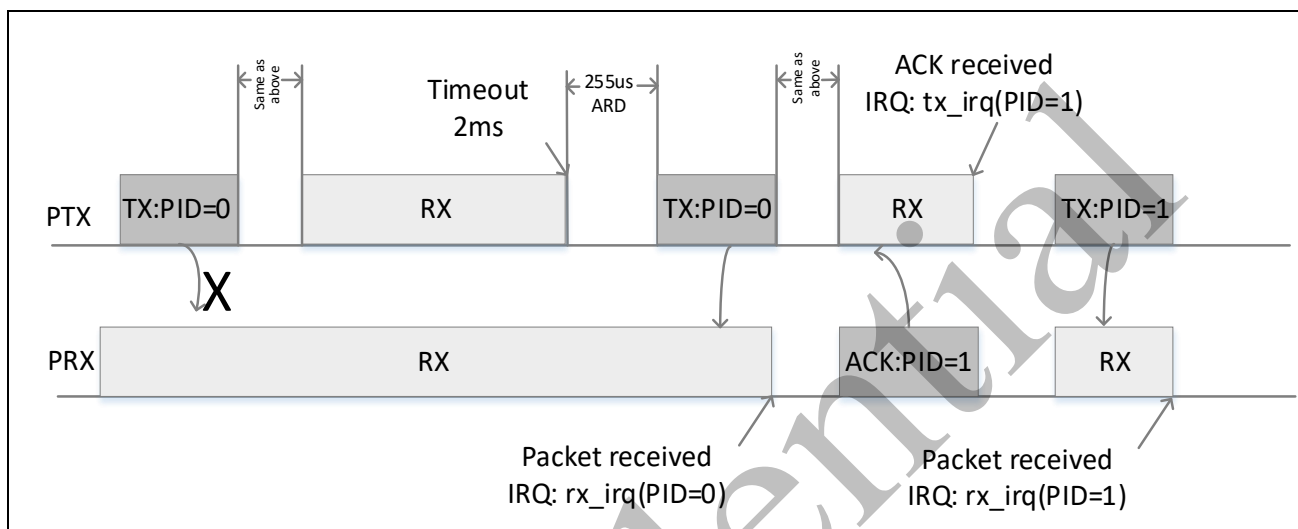 Same as
above
Timeout
2ms
255us
ARD
Same as
above
ACK received
IRQ: tx_irq(PID=1)
PTX
TX:PID=0
RX
TX:PID=0
RX
TX:PID=1
X
PRX
RX
ACK:PID=1
RX
Packet received
IRQ: rx_irq(PID=0)
Packet received
IRQ: rx_irq(PID=1)
dential